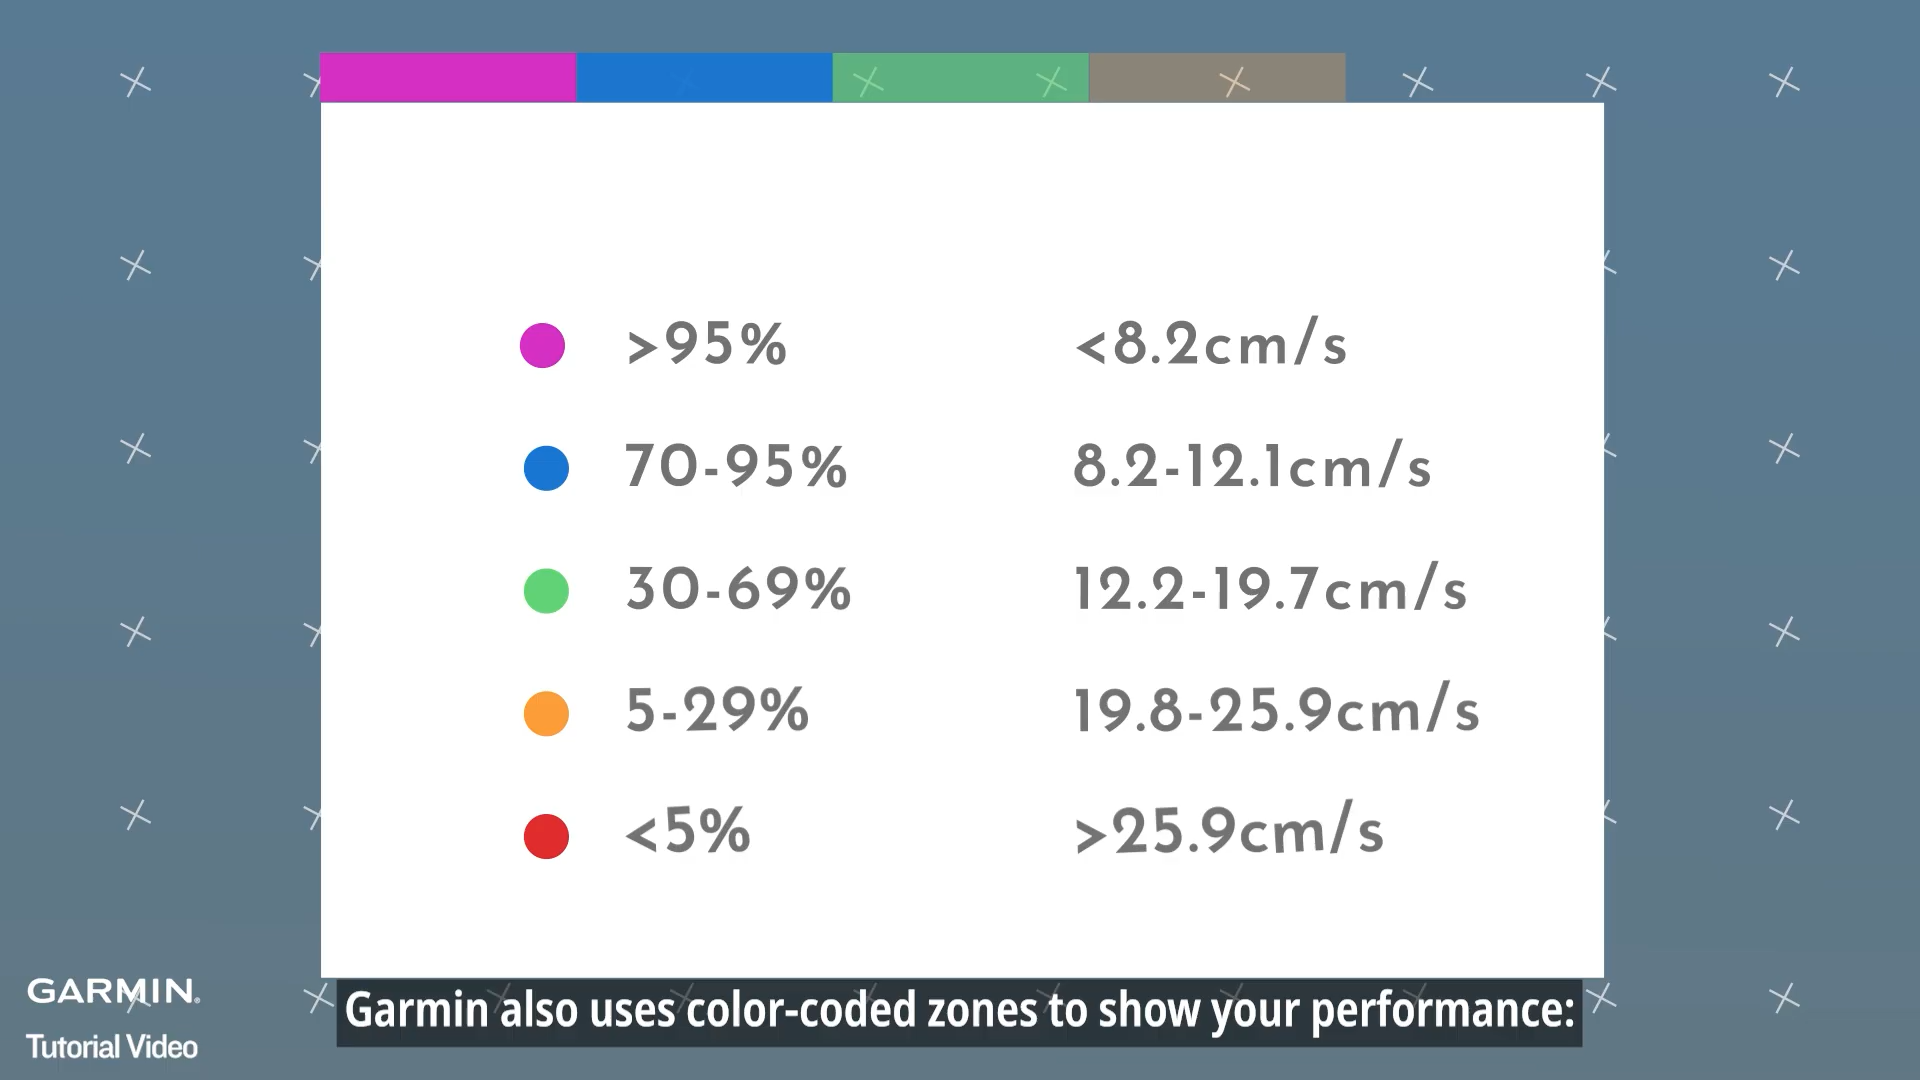 >95% <8.2cm/s
70-95% 8.2-12.1cm/s
30-69% 12.2-19.7cm/s
5-29% 19.8-25.9cm/s
<5% >25.9cm/s
GARMIN®
Tutorial Video
Garmin also uses color-coded zones to show your performance: